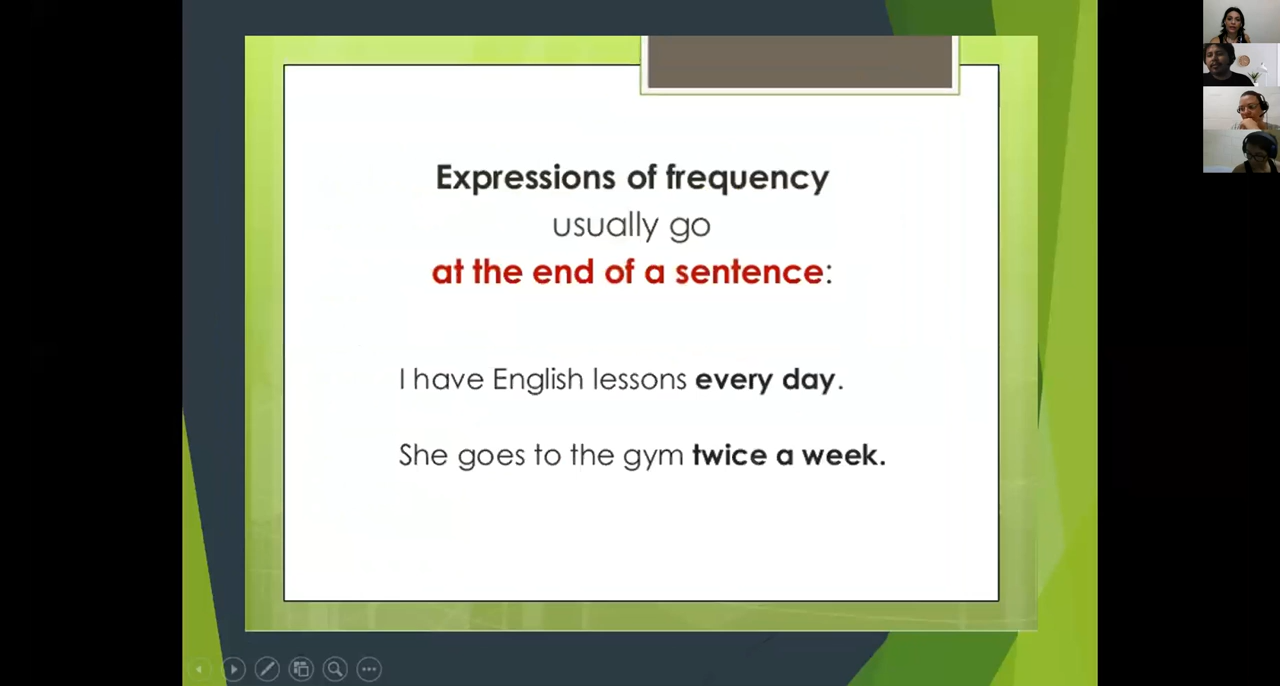 Expressions of frequency
usually go
at the end of a sentence:
I have English lessons every day.
She goes to the gym twice a week.